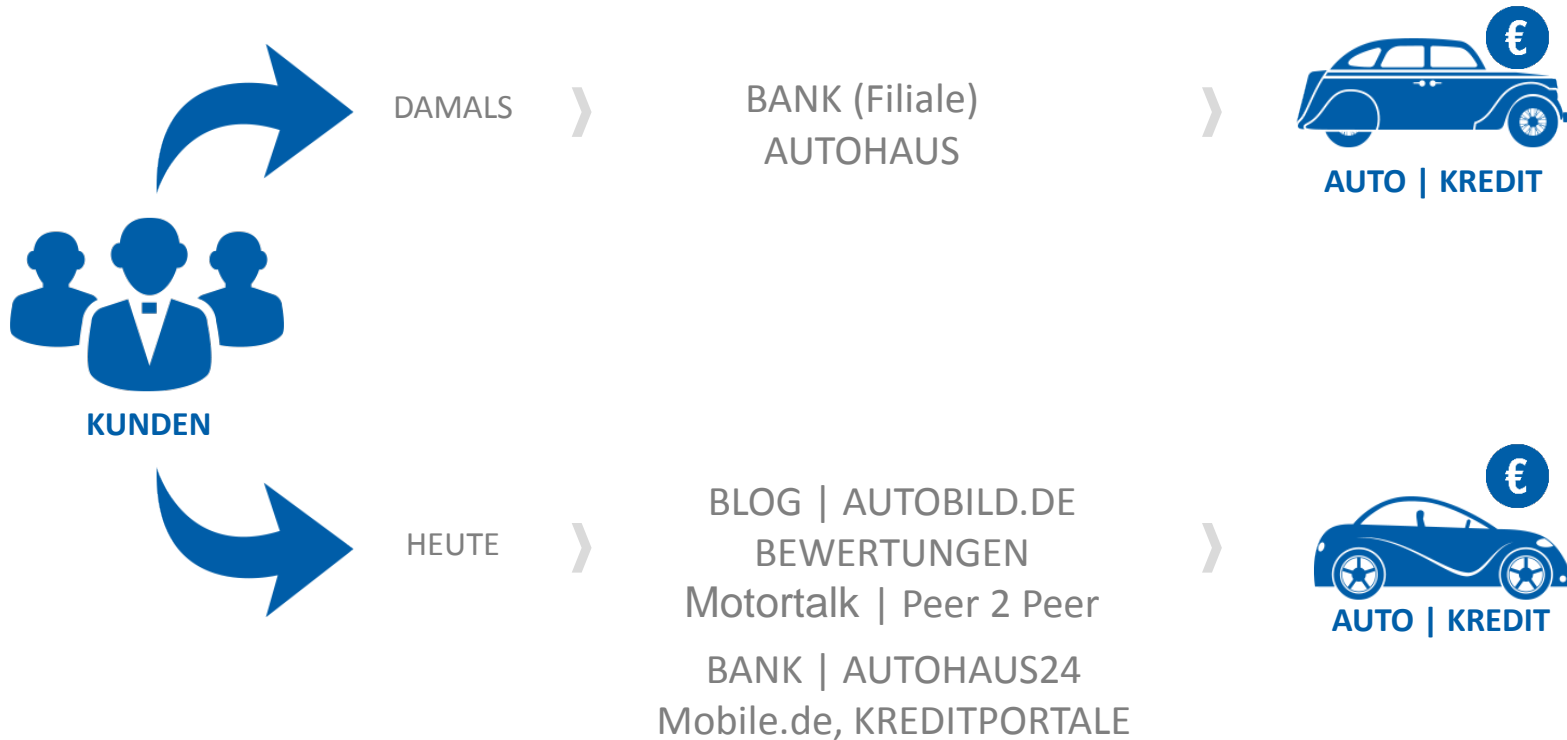 DAMALS
BANK (Filiale)
AUTOHAUS
€
AUTO | KREDIT
KUNDEN
HEUTE
BLOG | AUTOBILD.DE
BEWERTUNGEN
Motortalk | Peer 2 Peer
BANK | AUTOHAUS24
Mobile.de, KREDITPORTALE
€
AUTO | KREDIT